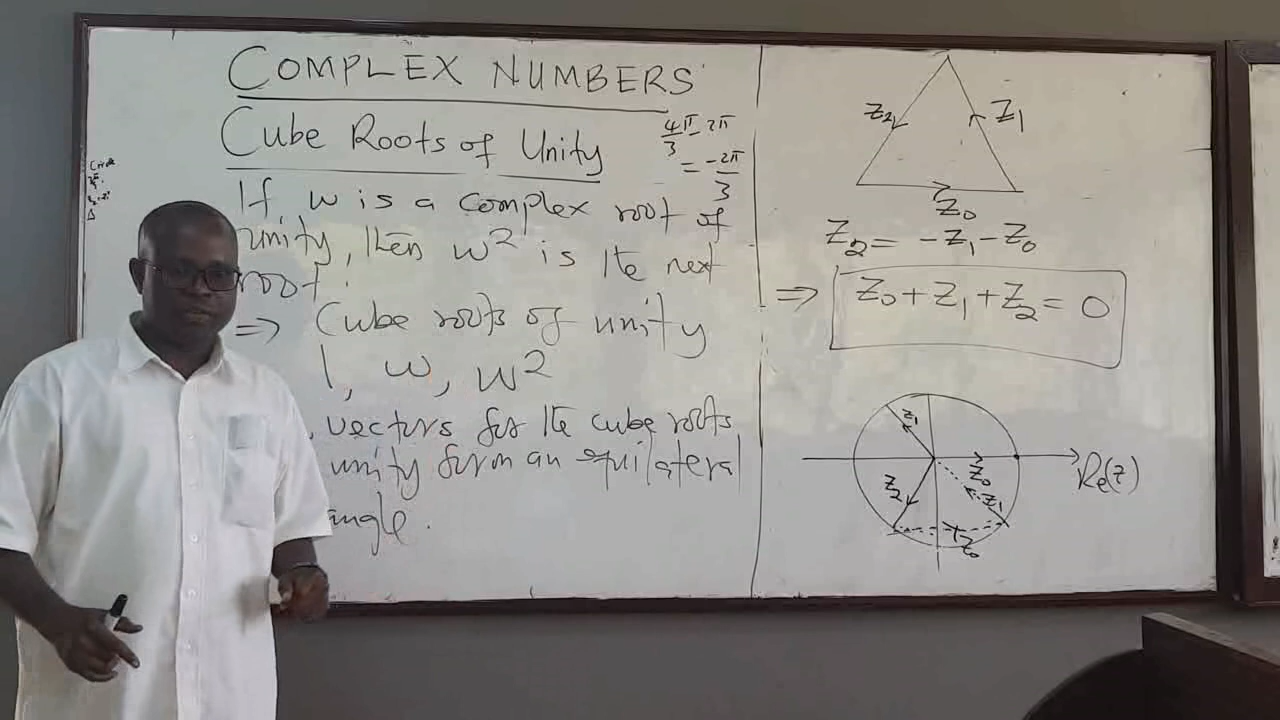 COMPLEX NUMBERS
Cube Roots of Unity
4π/3 - 2π
= -2π/3
If w is a complex root of
unity, then w² is the next
root.
⇒ Cube roots of unity
1, w, w²
vectors for the cube roots
unity form an equilateral
angle.
Z₂
Z₁
Z₀
Z₂ = -Z₁ - Z₀
⇒ Z₀ + Z₁ + Z₂ = 0
Z₁
Z₀
Re(z)
Z₂
Z₁
Z₀
Circle